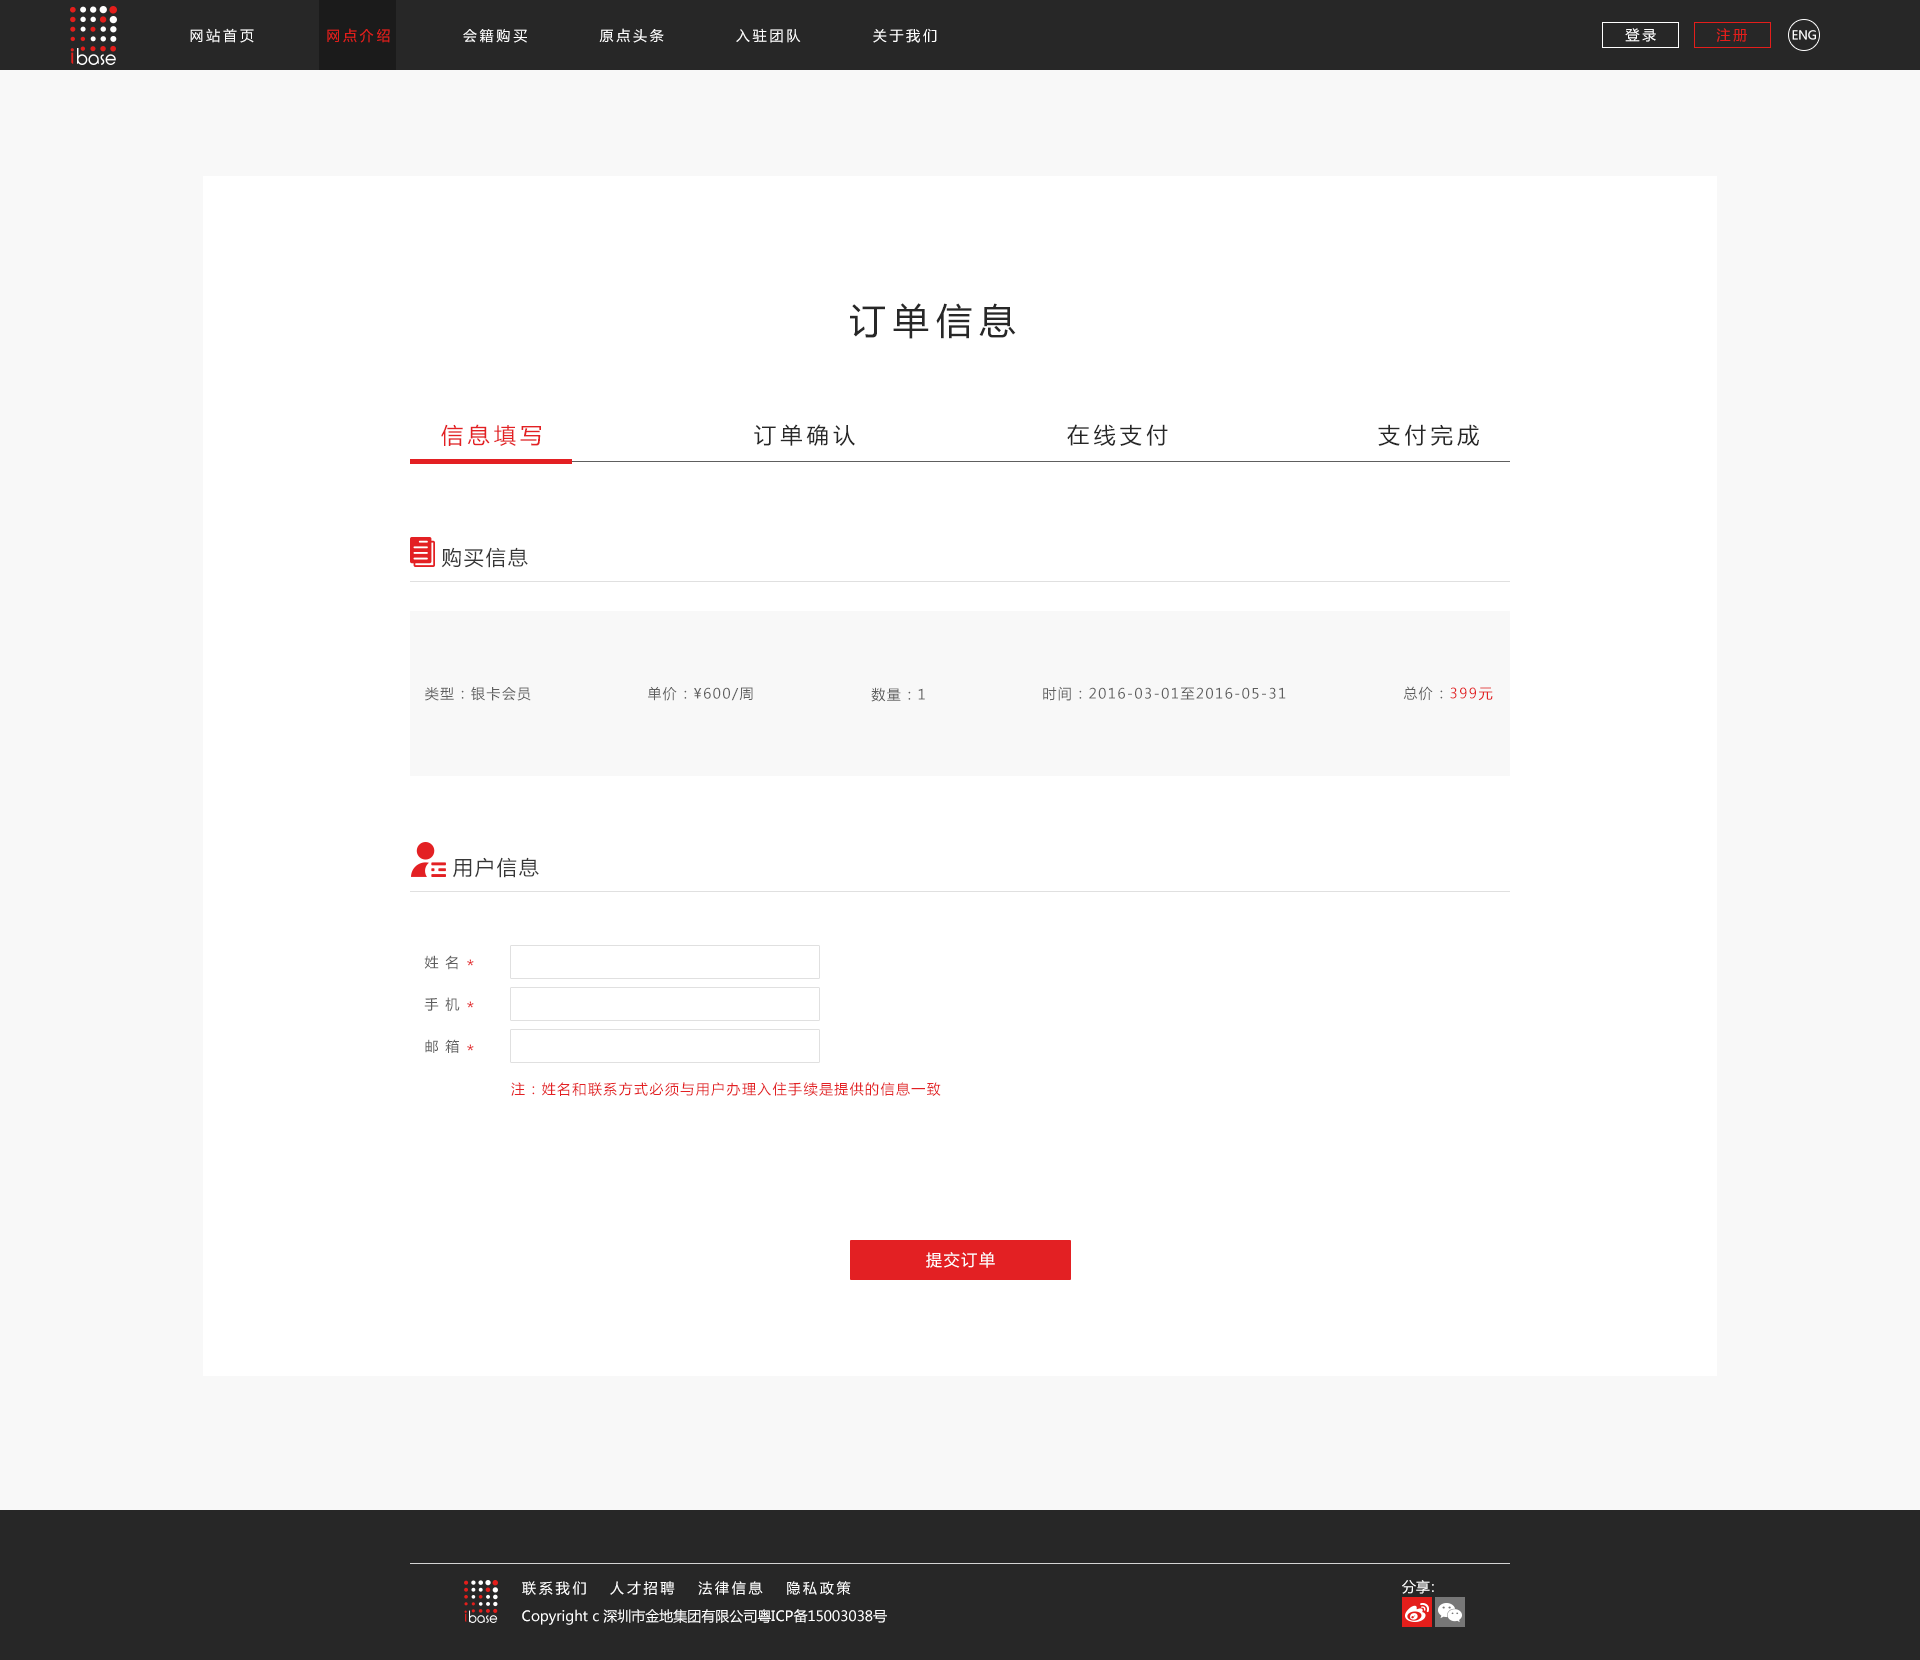 ibase
网站首页 网点介绍 会籍购买 原点头条 入驻团队 关于我们 登录 注册 ENG
订单信息
信息填写 订单确认 在线支付 支付完成
购买信息
类型：银卡会员 单价：¥600/周 数量：1 时间：2016-03-01至2016-05-31 总价：399元
用户信息
姓 名 *
手 机 *
邮 箱 *
注：姓名和联系方式必须与用户办理入住手续是提供的信息一致
提交订单
ibase
联系我们 人才招聘 法律信息 隐私政策
Copyright c 深圳市金地集团有限公司粤ICP备15003038号
分享: